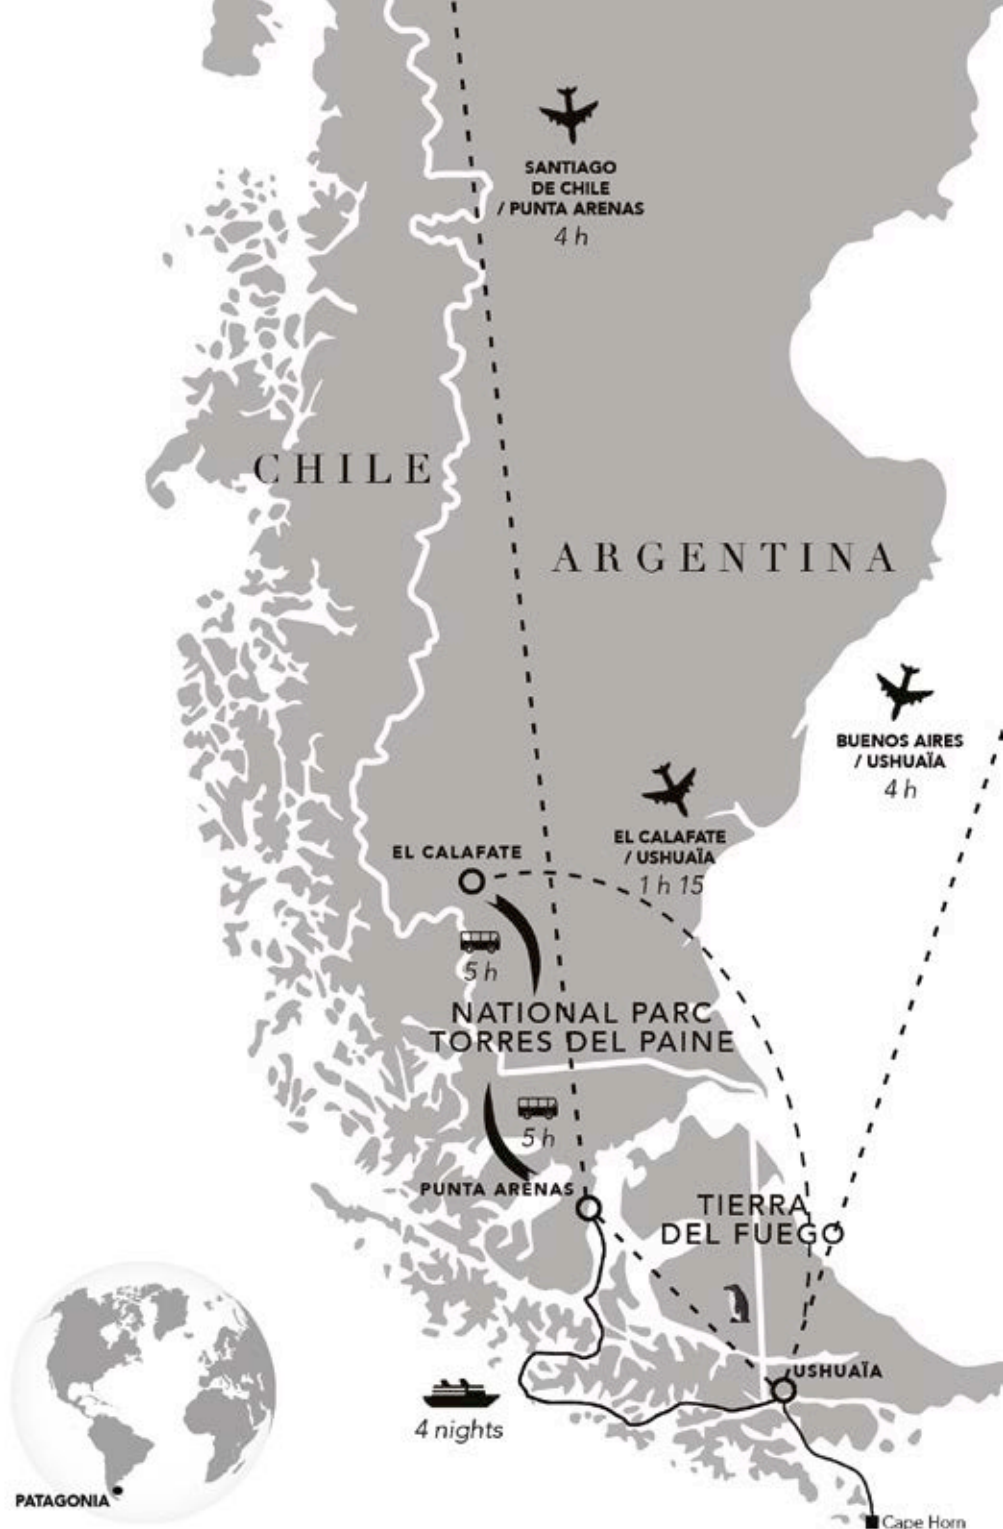 SANTIAGO
DE CHILE
/ PUNTA ARENAS
4 h
CHILE
ARGENTINA
BUENOS AIRES
/ USHUAÏA
4 h
EL CALAFATE
/ USHUAÏA
1 h 15
EL CALAFATE
5 h
NATIONAL PARC
TORRES DEL PAINE
5 h
PUNTA ARENAS
TIERRA
DEL FUEGO
USHUAÏA
4 nights
PATAGONIA
Cape Horn